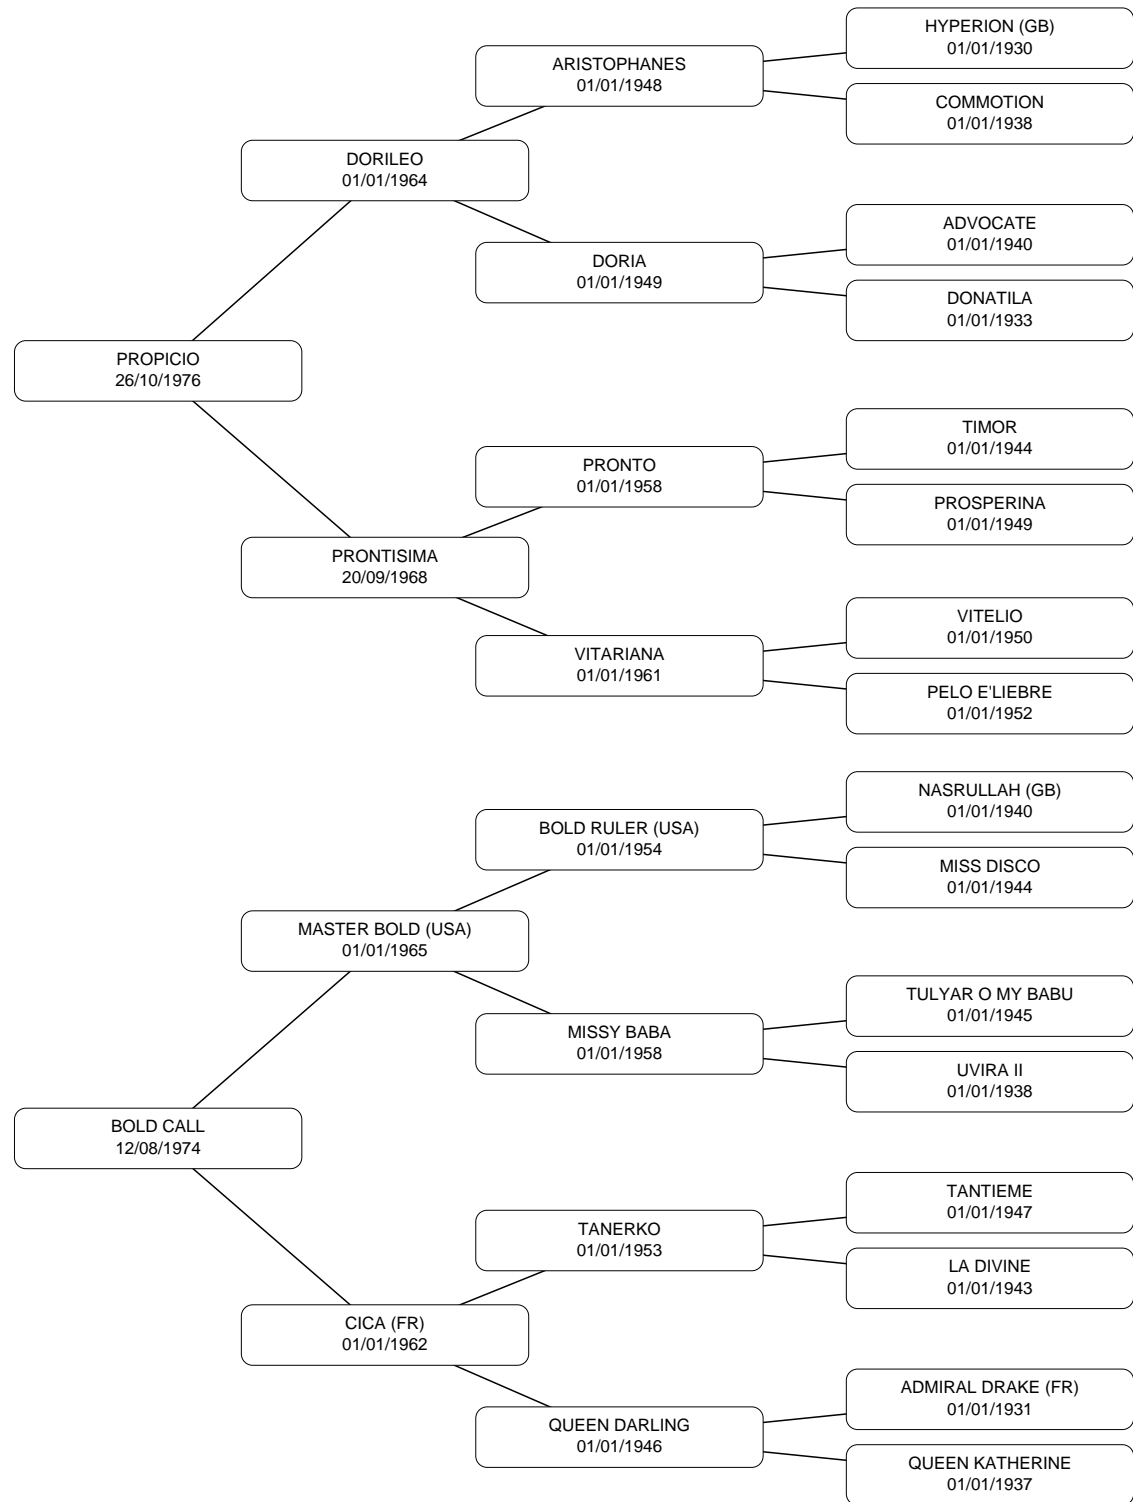 HYPERION (GB)
01/01/1930
ARISTOPHANES
01/01/1948
COMMOTION
01/01/1938
DORILEO
01/01/1964
ADVOCATE
01/01/1940
DORIA
01/01/1949
DONATILA
01/01/1933
PROPICIO
26/10/1976
TIMOR
01/01/1944
PRONTO
01/01/1958
PROSPERINA
01/01/1949
PRONTISIMA
20/09/1968
VITELIO
01/01/1950
VITARIANA
01/01/1961
PELO E'LIEBRE
01/01/1952
NASRULLAH (GB)
01/01/1940
BOLD RULER (USA)
01/01/1954
MISS DISCO
01/01/1944
MASTER BOLD (USA)
01/01/1965
TULYAR O MY BABU
01/01/1945
MISSY BABA
01/01/1958
UVIRA II
01/01/1938
BOLD CALL
12/08/1974
TANTIEME
01/01/1947
TANERKO
01/01/1953
LA DIVINE
01/01/1943
CICA (FR)
01/01/1962
ADMIRAL DRAKE (FR)
01/01/1931
QUEEN DARLING
01/01/1946
QUEEN KATHERINE
01/01/1937